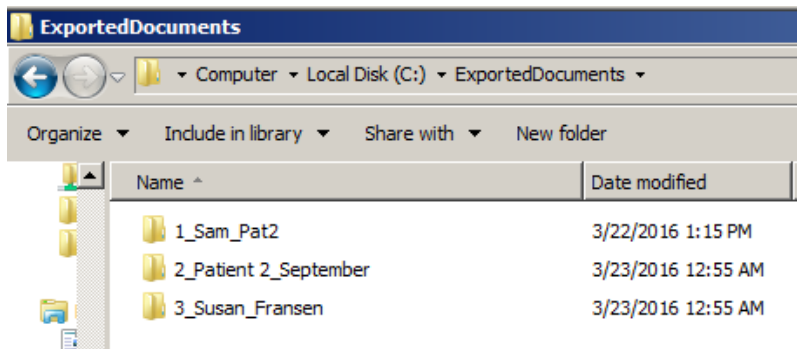 ExportedDocuments
Computer Local Disk (C:) ExportedDocuments
Organize Include in library Share with New folder
Name Date modified
1_Sam_Pat2 3/22/2016 1:15 PM
2_Patient 2_September 3/23/2016 12:55 AM
3_Susan_Fransen 3/23/2016 12:55 AM